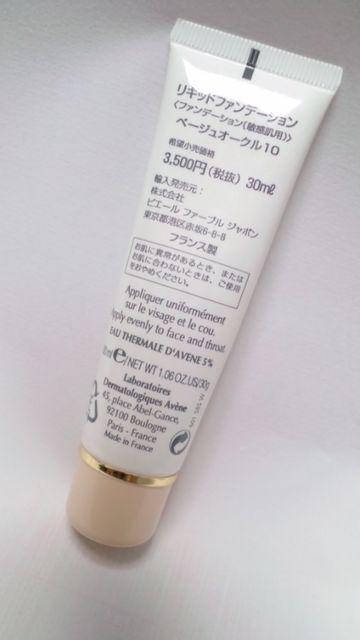 リキッドファンデーション
〈ファンデーション(敏感肌用)〉
ベージュオークル10
希望小売価格
3,500円(税抜) 30mℓ
輸入発売元：
株式会社
ピエール ファーブル ジャポン
東京都港区赤坂6-8-8
フランス製
お肌に異常があるとき、または
お肌に合わないときは、ご使用
をおやめください。
Appliquer uniformément
sur le visage et le cou.
Apply evenly to face and throat.
EAU THERMALE D'AVENE 5%
℮/NET WT 1.06 OZ.US/30g
Laboratoires
Dermatologiques Avène
45, place Abel-Gance,
92100 Boulogne
Paris - France
Made in France